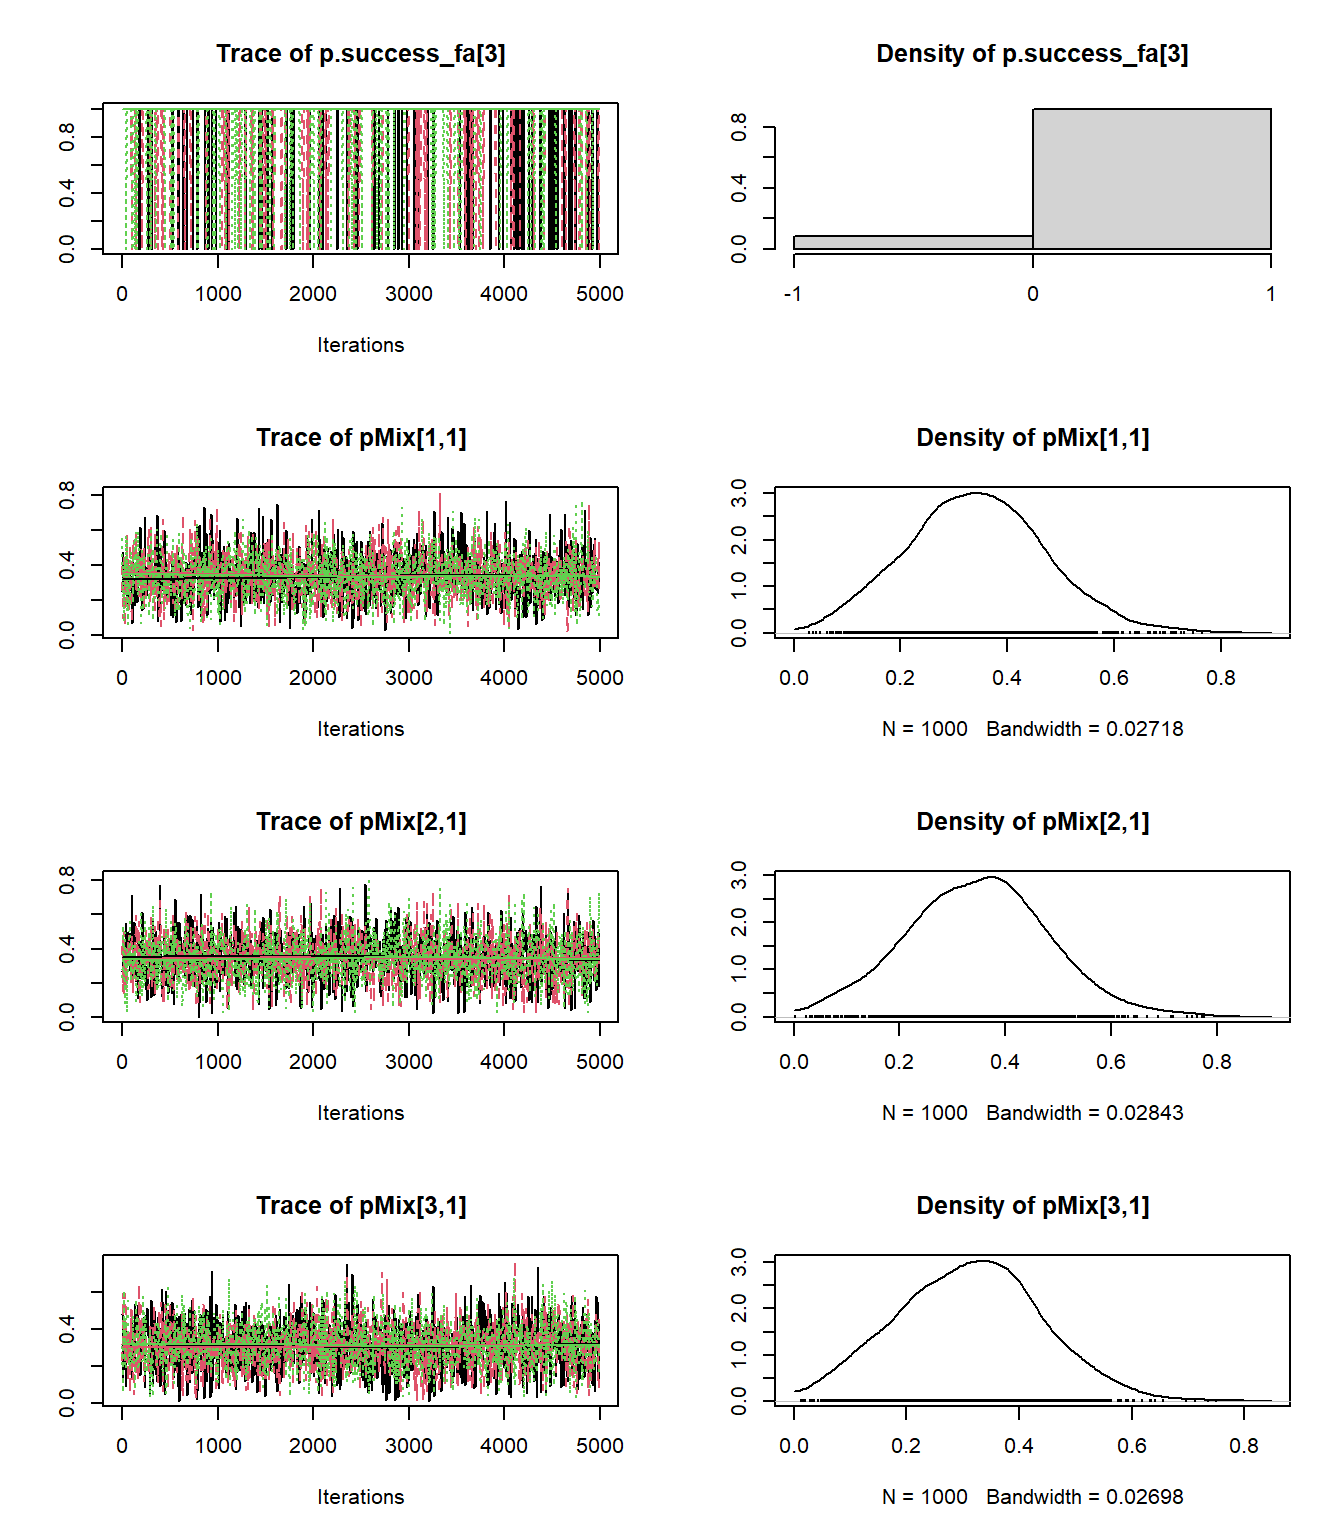 Trace of p.success_fa[3]
0.0 0.4 0.8
0 1000 2000 3000 4000 5000
Iterations
Density of p.success_fa[3]
0.0 0.4 0.8
-1 0 1
Trace of pMix[1,1]
0.0 0.4 0.8
0 1000 2000 3000 4000 5000
Iterations
Density of pMix[1,1]
0.0 1.0 2.0 3.0
0.0 0.2 0.4 0.6 0.8
N = 1000 Bandwidth = 0.02718
Trace of pMix[2,1]
0.0 0.4 0.8
0 1000 2000 3000 4000 5000
Iterations
Density of pMix[2,1]
0.0 1.0 2.0 3.0
0.0 0.2 0.4 0.6 0.8
N = 1000 Bandwidth = 0.02843
Trace of pMix[3,1]
0.0 0.4
0 1000 2000 3000 4000 5000
Iterations
Density of pMix[3,1]
0.0 1.0 2.0 3.0
0.0 0.2 0.4 0.6 0.8
N = 1000 Bandwidth = 0.02698